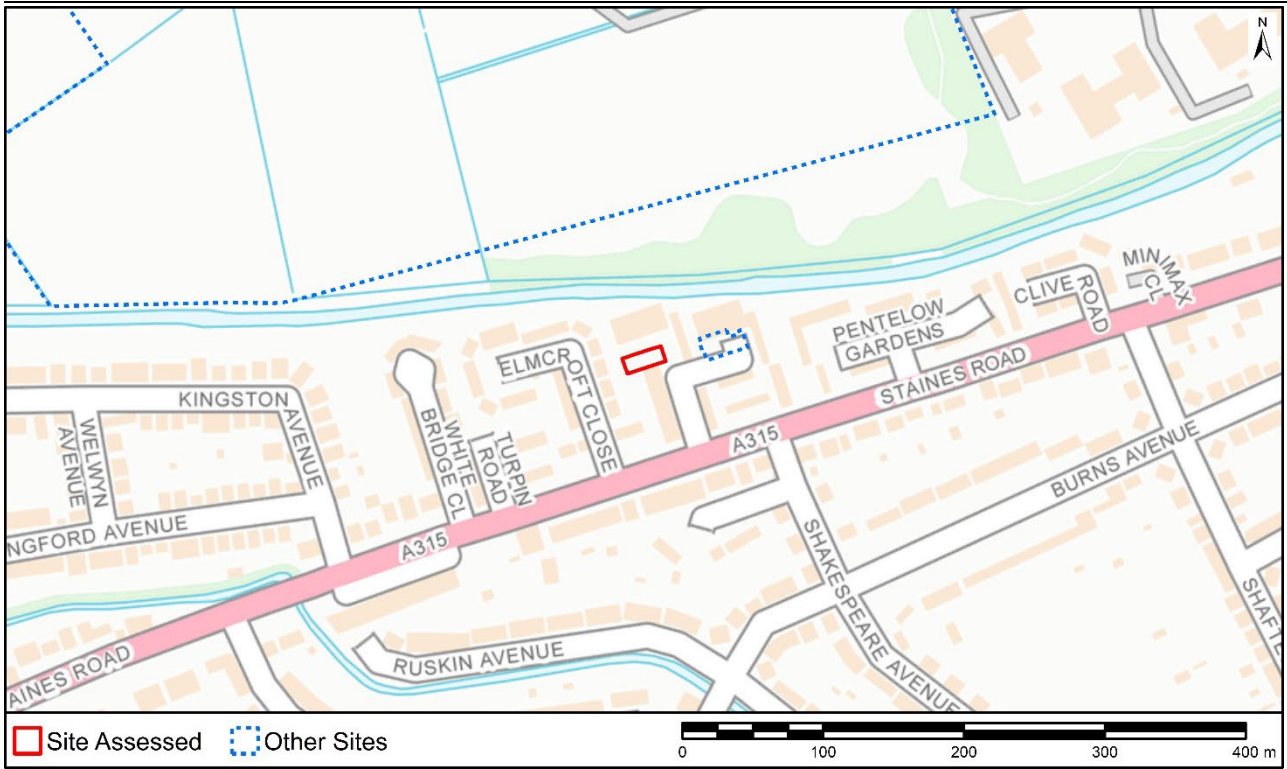 N
MINIMAX
CL
CLIVE
ROAD
PENTELOW
GARDENS
STAINES ROAD
ELMCROFT CLOSE
KINGSTON
AVENUE
WELWYN
AVENUE
WHITE
BRIDGE CL
TURPIN
ROAD
A315
BURNS AVENUE
NGFORD AVENUE
A315
SHAKESPEARE AVENUE
SHAFTE
RUSKIN AVENUE
AINES ROAD
Site Assessed
Other Sites
0 100 200 300 400 m